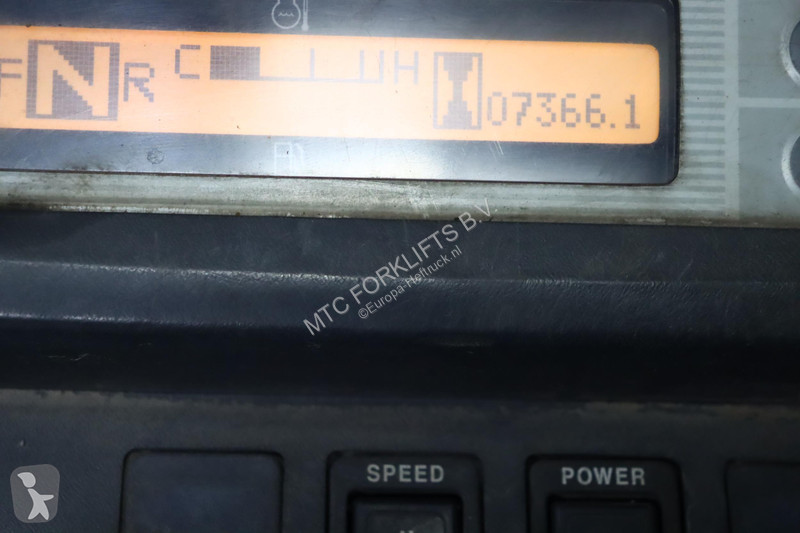 F N R C H 07366.1
MTC FORKLIFTS B.V.
©Europa-Heftruck.nl
SPEED POWER